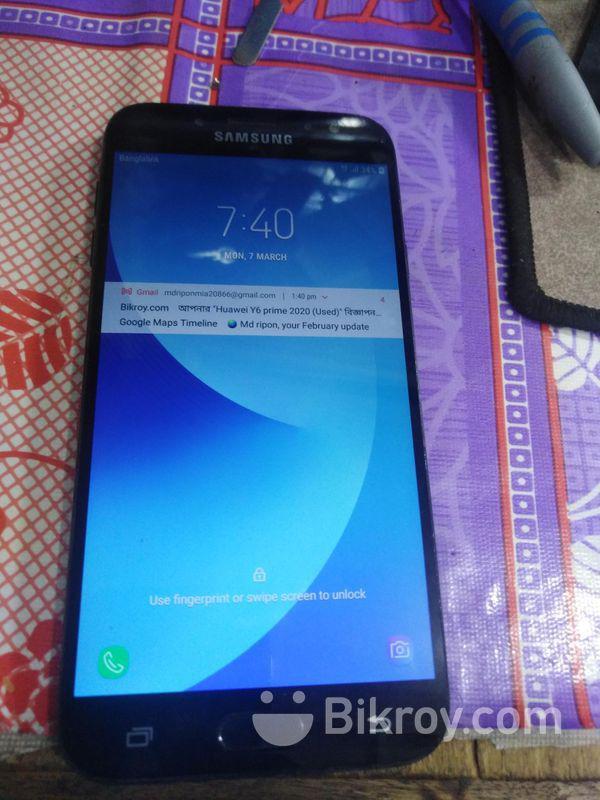 SAMSUNG
Banglalink
34%
7:40
MON, 7 MARCH
Gmail mdriponmia20866@gmail.com | 1:40 pm
4
Bikroy.com আপনার "Huawei Y6 prime 2020 (Used)" বিজ্ঞাপন...
Google Maps Timeline Md ripon, your February update
Use fingerprint or swipe screen to unlock
Bikroy.com